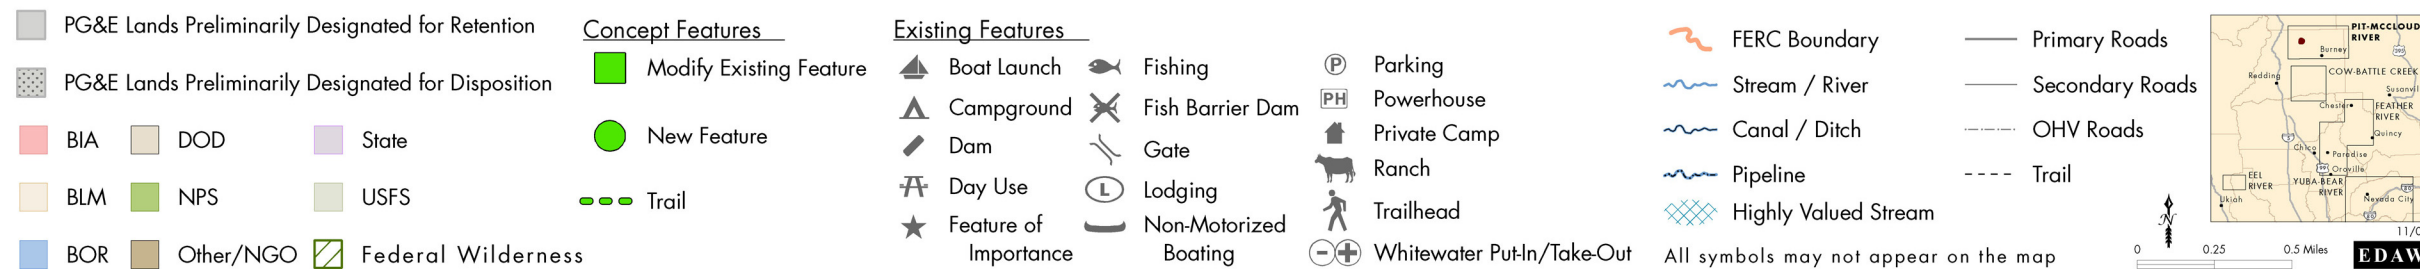 PG&E Lands Preliminarily Designated for Retention
PG&E Lands Preliminarily Designated for Disposition
BIA
DOD
State
BLM
NPS
USFS
BOR
Other/NGO
Federal Wilderness
Concept Features
Modify Existing Feature
New Feature
Trail
Existing Features
Boat Launch
Campground
Dam
Day Use
Feature of
Importance
Fishing
Fish Barrier Dam
Gate
L
Lodging
Non-Motorized
Boating
P
Parking
PH
Powerhouse
Private Camp
Ranch
Trailhead
Whitewater Put-In/Take-Out
FERC Boundary
Stream / River
Canal / Ditch
Pipeline
Highly Valued Stream
All symbols may not appear on the map
Primary Roads
Secondary Roads
OHV Roads
Trail
N
0 0.25 0.5 Miles
PIT-MCCLOUD
RIVER
Burney
Redding
COW-BATTLE CREEK
Chester
FEATHER
RIVER
Quincy
Chico
Paradise
Oroville
EEL
RIVER
YUBA-BEAR
RIVER
Nevada City
Ukiah
EDAW